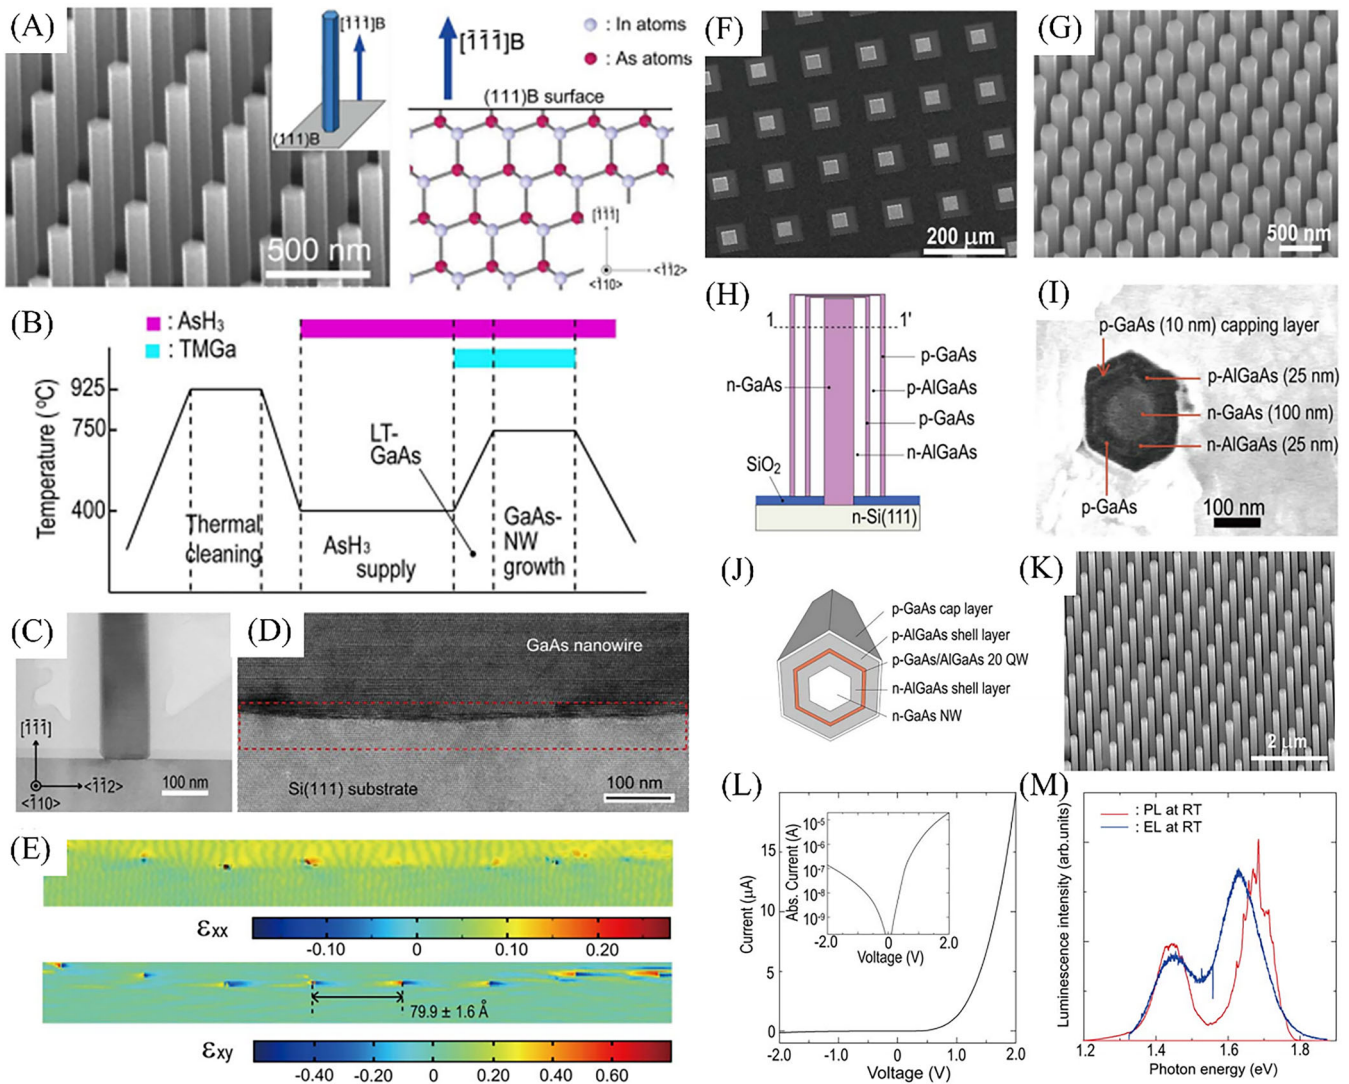 (A)
[1̄1̄1̄]B
(111)B
500 nm
[1̄1̄1̄]B
: In atoms
: As atoms
(111)B surface
[1̄1̄1̄]
<1̄10>
<1̄1̄2>
(B)
: AsH3
: TMGa
Temperature (ºC)
925
750
400
Thermal
cleaning
AsH3
supply
LT-
GaAs
GaAs-
NW
growth
(C)
[1̄1̄1̄]
<1̄10>
<1̄1̄2>
100 nm
(D)
GaAs nanowire
Si(111) substrate
100 nm
(E)
εxx
-0.10 0 0.10 0.20
79.9 ± 1.6 Å
εxy
-0.40 -0.20 0 0.20 0.40 0.60
(F)
200 µm
(G)
500 nm
(H)
1 1'
n-GaAs
p-GaAs
p-AlGaAs
p-GaAs
n-AlGaAs
SiO2
n-Si(111)
(I)
p-GaAs (10 nm) capping layer
p-AlGaAs (25 nm)
n-GaAs (100 nm)
n-AlGaAs (25 nm)
p-GaAs
100 nm
(J)
p-GaAs cap layer
p-AlGaAs shell layer
p-GaAs/AlGaAs 20 QW
n-AlGaAs shell layer
n-GaAs NW
(K)
2 µm
(L)
Current (µA)
15
10
5
0
-2.0 -1.0 0 1.0 2.0
Voltage (V)
Abs. Current (A)
10-5
10-6
10-7
10-8
10-9
-2.0 0 2.0
Voltage (V)
(M)
: PL at RT
: EL at RT
Luminescence intensity (arb.units)
1.2 1.4 1.6 1.8
Photon energy (eV)